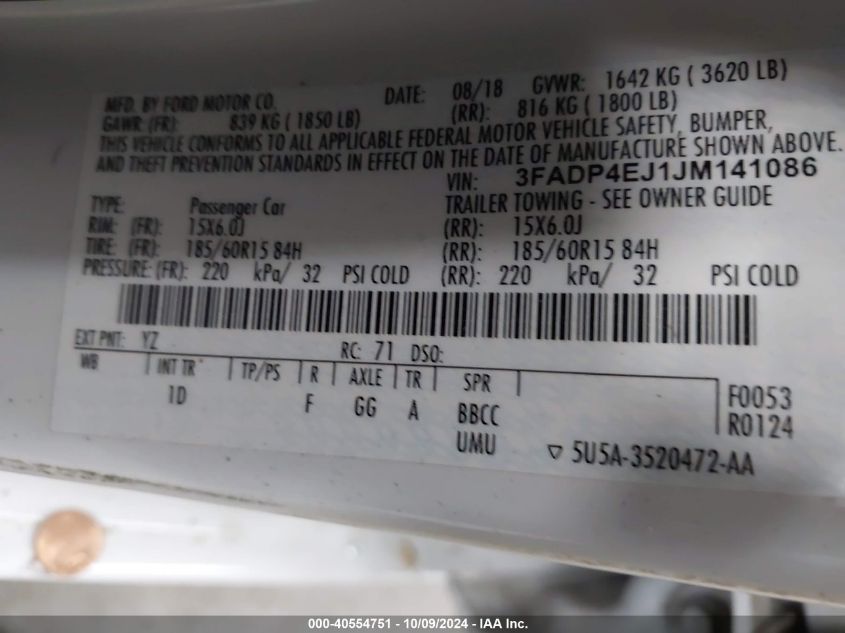 MFD. BY FORD MOTOR CO. DATE: 08/18 GVWR: 1642 KG ( 3620 LB)
GAWR: (FR): 839 KG ( 1850 LB) (RR): 816 KG ( 1800 LB)
THIS VEHICLE CONFORMS TO ALL APPLICABLE FEDERAL MOTOR VEHICLE SAFETY, BUMPER,
AND THEFT PREVENTION STANDARDS IN EFFECT ON THE DATE OF MANUFACTURE SHOWN ABOVE.
VIN: 3FADP4EJ1JM141086
TYPE: Passenger Car TRAILER TOWING - SEE OWNER GUIDE
RIM: (FR): 15X6.0J (RR): 15X6.0J
TIRE: (FR): 185/60R15 84H (RR): 185/60R15 84H
PRESSURE: (FR): 220 kPa/ 32 PSI COLD (RR): 220 kPa/ 32 PSI COLD
EXT PNT: YZ RC: 71 DSO:
WB INT TR TP/PS R AXLE TR SPR F0053
1D F GG A BBCC R0124
UMU ▽ 5U5A-3520472-AA
000-40554751 - 10/09/2024 - IAA Inc.